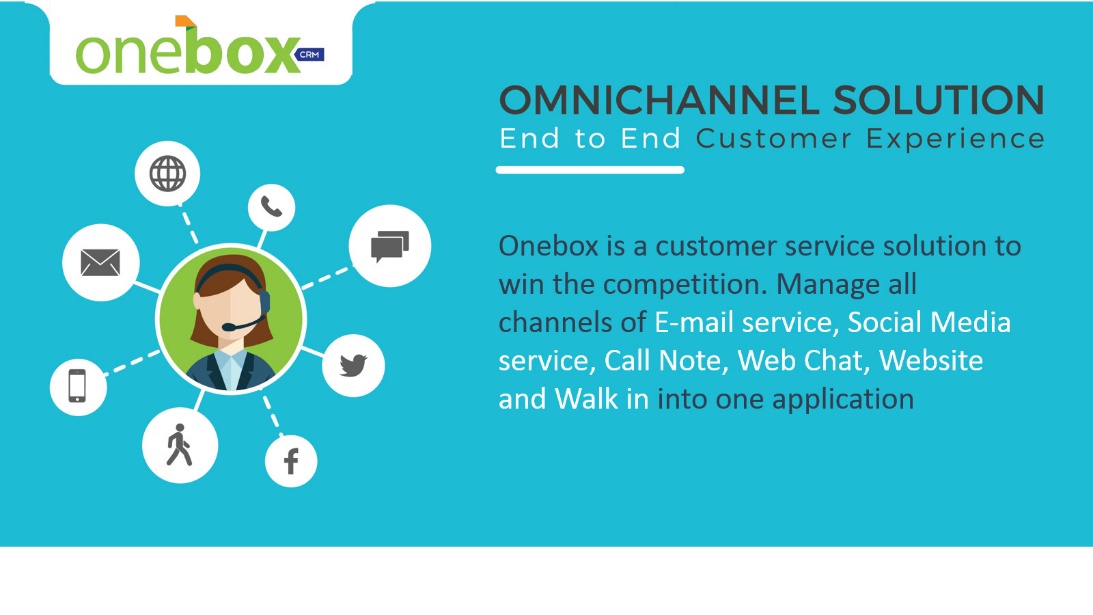 onebox CRM
OMNICHANNEL SOLUTION
End to End Customer Experience
Onebox is a customer service solution to
win the competition. Manage all
channels of E-mail service, Social Media
service, Call Note, Web Chat, Website
and Walk in into one application